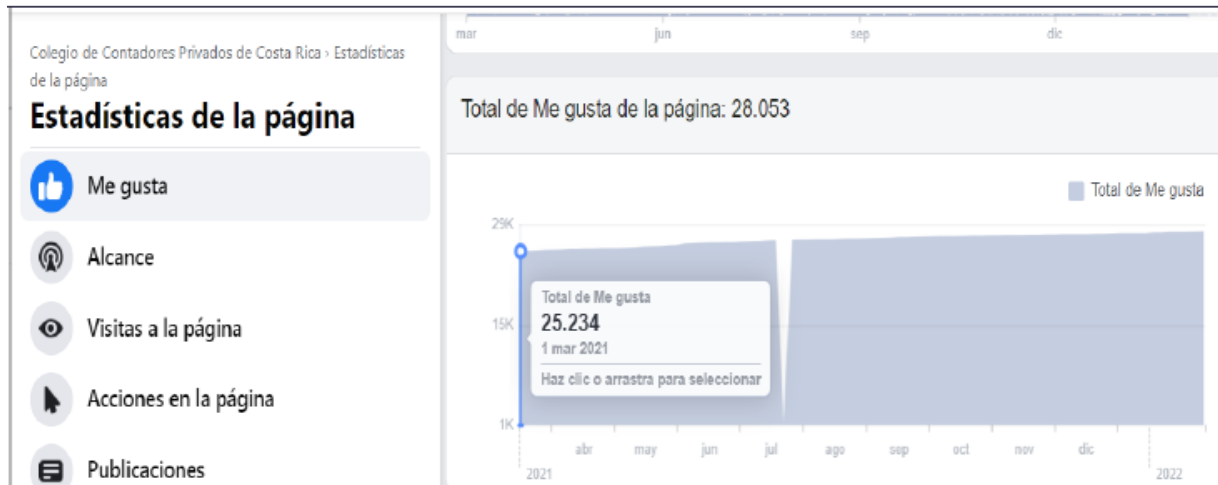 mar jun sep dic
Colegio de Contadores Privados de Costa Rica › Estadísticas
de la página
Estadísticas de la página
Me gusta
Alcance
Visitas a la página
Acciones en la página
Publicaciones
Total de Me gusta de la página: 28.053
Total de Me gusta
29K
15K
1K
Total de Me gusta
25.234
1 mar 2021
Haz clic o arrastra para seleccionar
abr may jun jul ago sep oct nov dic
2021 2022